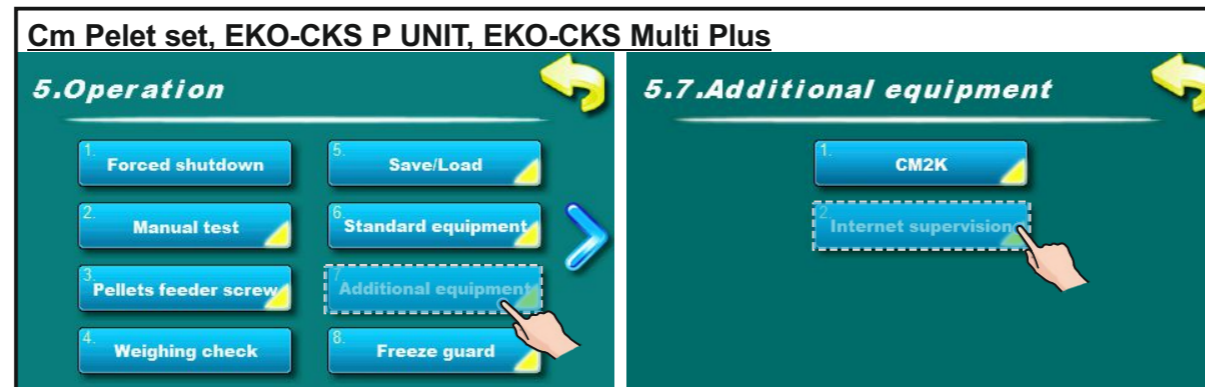 Cm Pelet set, EKO-CKS P UNIT, EKO-CKS Multi Plus
5.Operation
1. Forced shutdown
5. Save/Load
2. Manual test
6. Standard equipment
3. Pellets feeder screw
7. Additional equipment
4. Weighing check
8. Freeze guard
5.7.Additional equipment
1. CM2K
2. Internet supervision